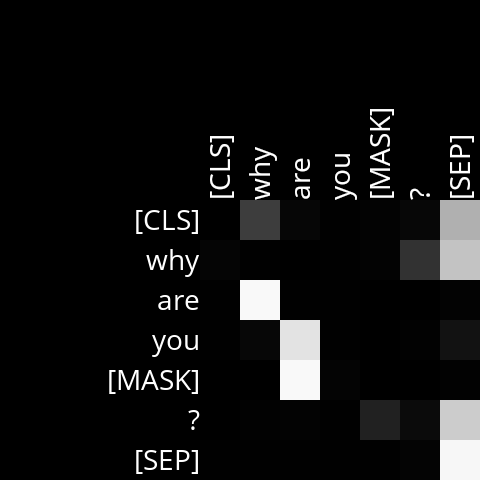 [CLS] why are you [MASK] ? [SEP]
[CLS]
why
are
you
[MASK]
?
[SEP]